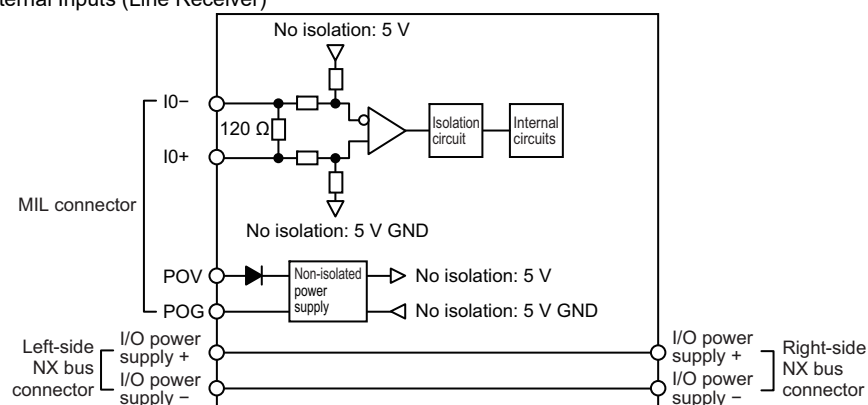 ternal Inputs (Line Receiver)
No isolation: 5 V
I0−
120 Ω
Isolation
circuit
Internal
circuits
I0+
MIL connector
No isolation: 5 V GND
POV
Non-isolated
power
supply
No isolation: 5 V
POG
No isolation: 5 V GND
Left-side
NX bus
connector
I/O power
supply +
I/O power
supply −
I/O power
supply +
I/O power
supply −
Right-side
NX bus
connector